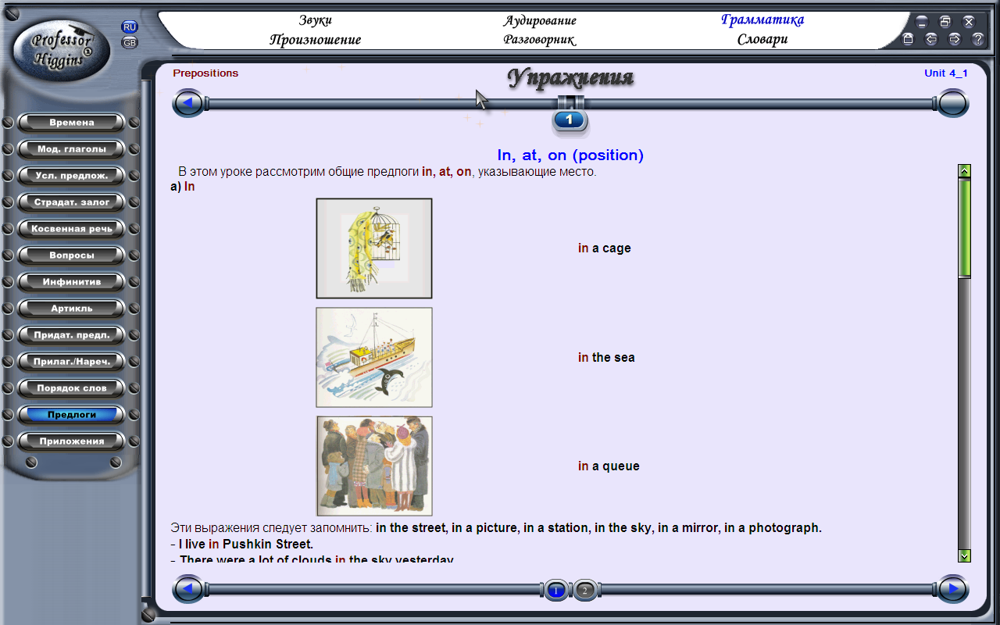 Professor Higgins
RU
GB
Звуки
Произношение
Аудирование
Разговорник
Грамматика
Словари
?
Времена
Мод. глаголы
Усл. предлож.
Страдат. залог
Косвенная речь
Вопросы
Инфинитив
Артикль
Придат. предл.
Прилаг./Нареч.
Порядок слов
Предлоги
Приложения
Prepositions
Упражнения
Unit 4_1
1
In, at, on (position)
В этом уроке рассмотрим общие предлоги in, at, on, указывающие место.
a) In
in a cage
in the sea
in a queue
Эти выражения следует запомнить: in the street, in a picture, in a station, in the sky, in a mirror, in a photograph.
- I live in Pushkin Street.
- There were a lot of clouds in the sky yesterday
1
2